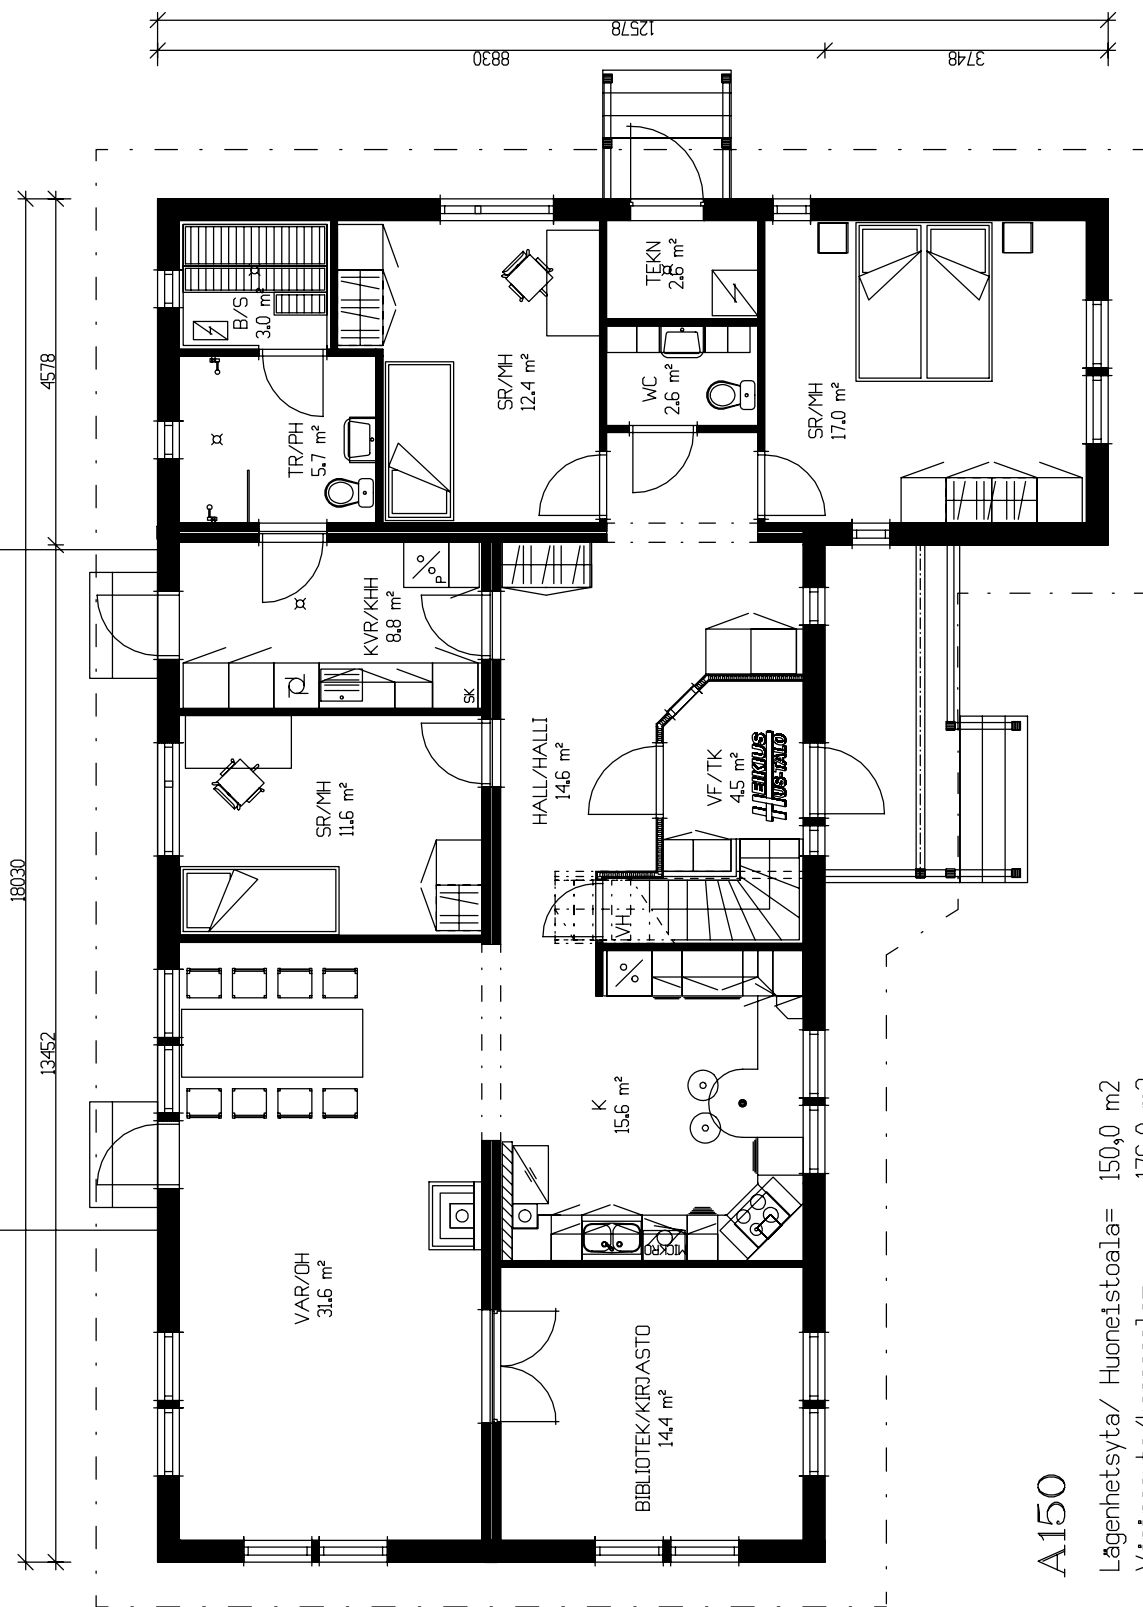 12578
8830
3748
4578
18030
13452
B/S
3.0 m²
TEKN
2.6 m²
SR/MH
12.4 m²
WC
2.6 m²
SR/MH
17.0 m²
TR/PH
5.7 m²
KVR/KHH
8.8 m²
P
SK
HALL/HALLI
14.6 m²
VF/TK
4.5 m²
HEIKIUS
HUS-TALO
SR/MH
11.6 m²
VH
K
15.6 m²
MICKRO
VAR/OH
31.6 m²
BIBLIOTEK/KIRJASTO
14.4 m²
A150
Lägenhetsyta/ Huoneistoala= 150,0 m2